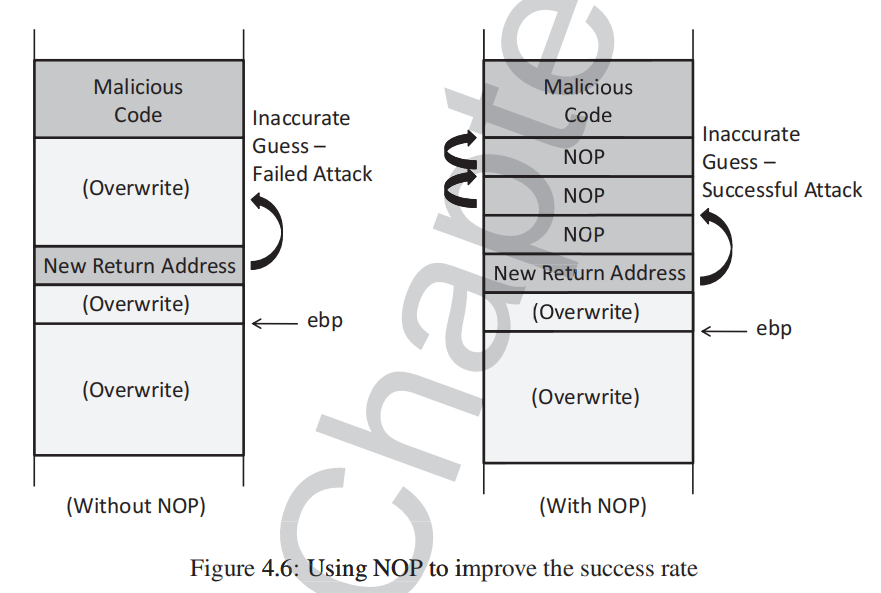 Malicious
Code
(Overwrite)
New Return Address
(Overwrite)
(Overwrite)
Inaccurate
Guess –
Failed Attack
ebp
(Without NOP)
Malicious
Code
NOP
NOP
NOP
New Return Address
(Overwrite)
(Overwrite)
Inaccurate
Guess –
Successful Attack
ebp
(With NOP)
Chapte
Figure 4.6: Using NOP to improve the success rate